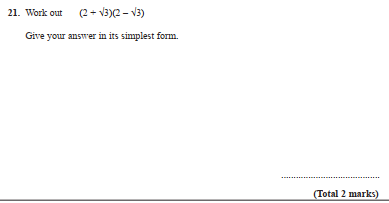 21. Work out (2 + √3)(2 – √3)
Give your answer in its simplest form.
(Total 2 marks)